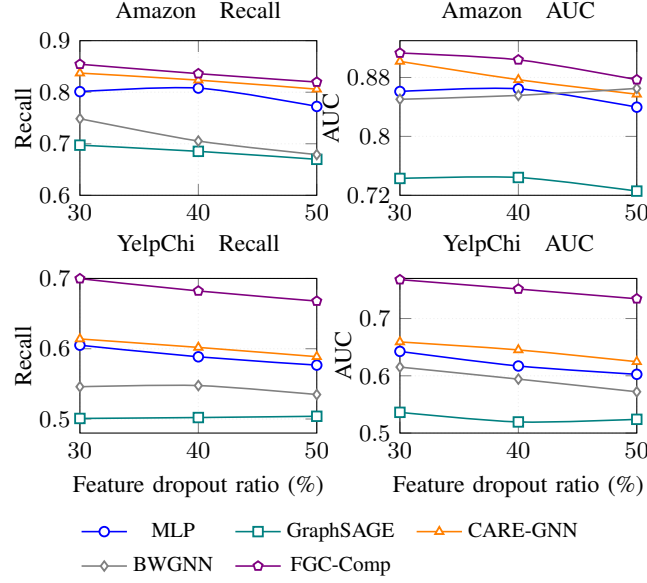 Amazon Recall
Amazon AUC
0.9
0.8
0.7
0.6
Recall
30
40
50
0.88
0.8
0.72
AUC
30
40
50
YelpChi Recall
YelpChi AUC
0.7
0.6
0.5
Recall
30
40
50
Feature dropout ratio (%)
0.7
0.6
0.5
AUC
30
40
50
Feature dropout ratio (%)
MLP
GraphSAGE
CARE-GNN
BWGNN
FGC-Comp